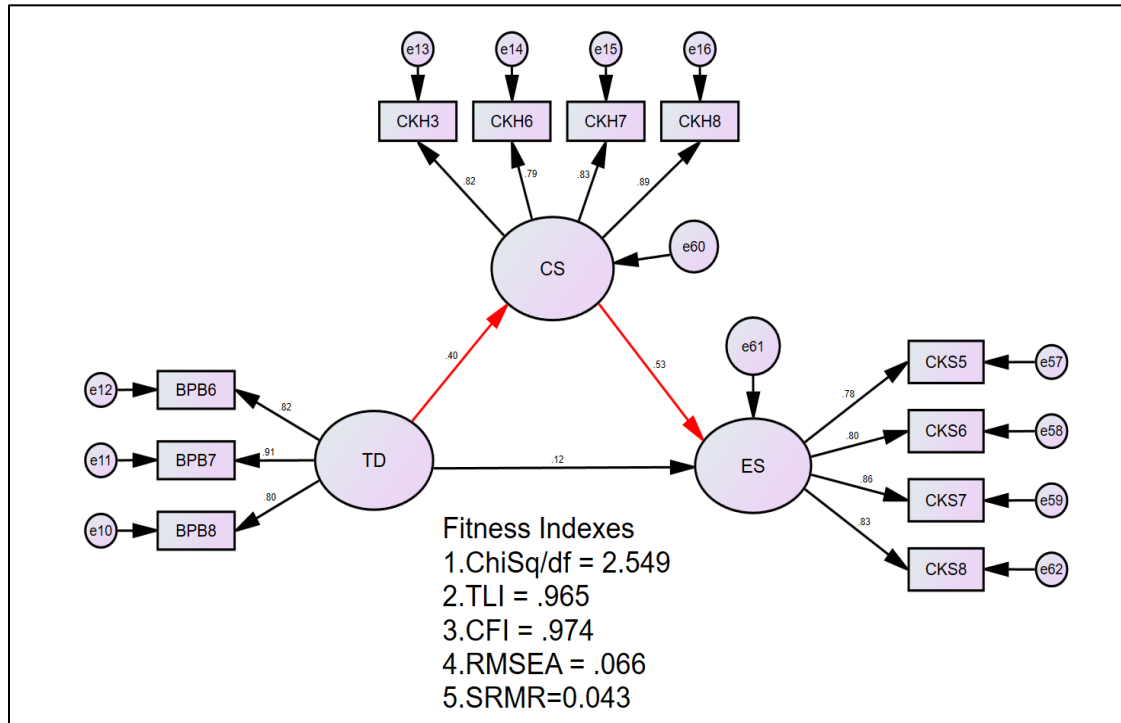 e13
e14
e15
e16
CKH3
CKH6
CKH7
CKH8
.82
.79
.83
.89
CS
e60
e61
.40
.53
e12
BPB6
.82
e11
BPB7
.91
e10
BPB8
.80
TD
.12
ES
.78
CKS5
e57
.80
CKS6
e58
.86
CKS7
e59
.83
CKS8
e62
Fitness Indexes
1.ChiSq/df = 2.549
2.TLI = .965
3.CFI = .974
4.RMSEA = .066
5.SRMR=0.043